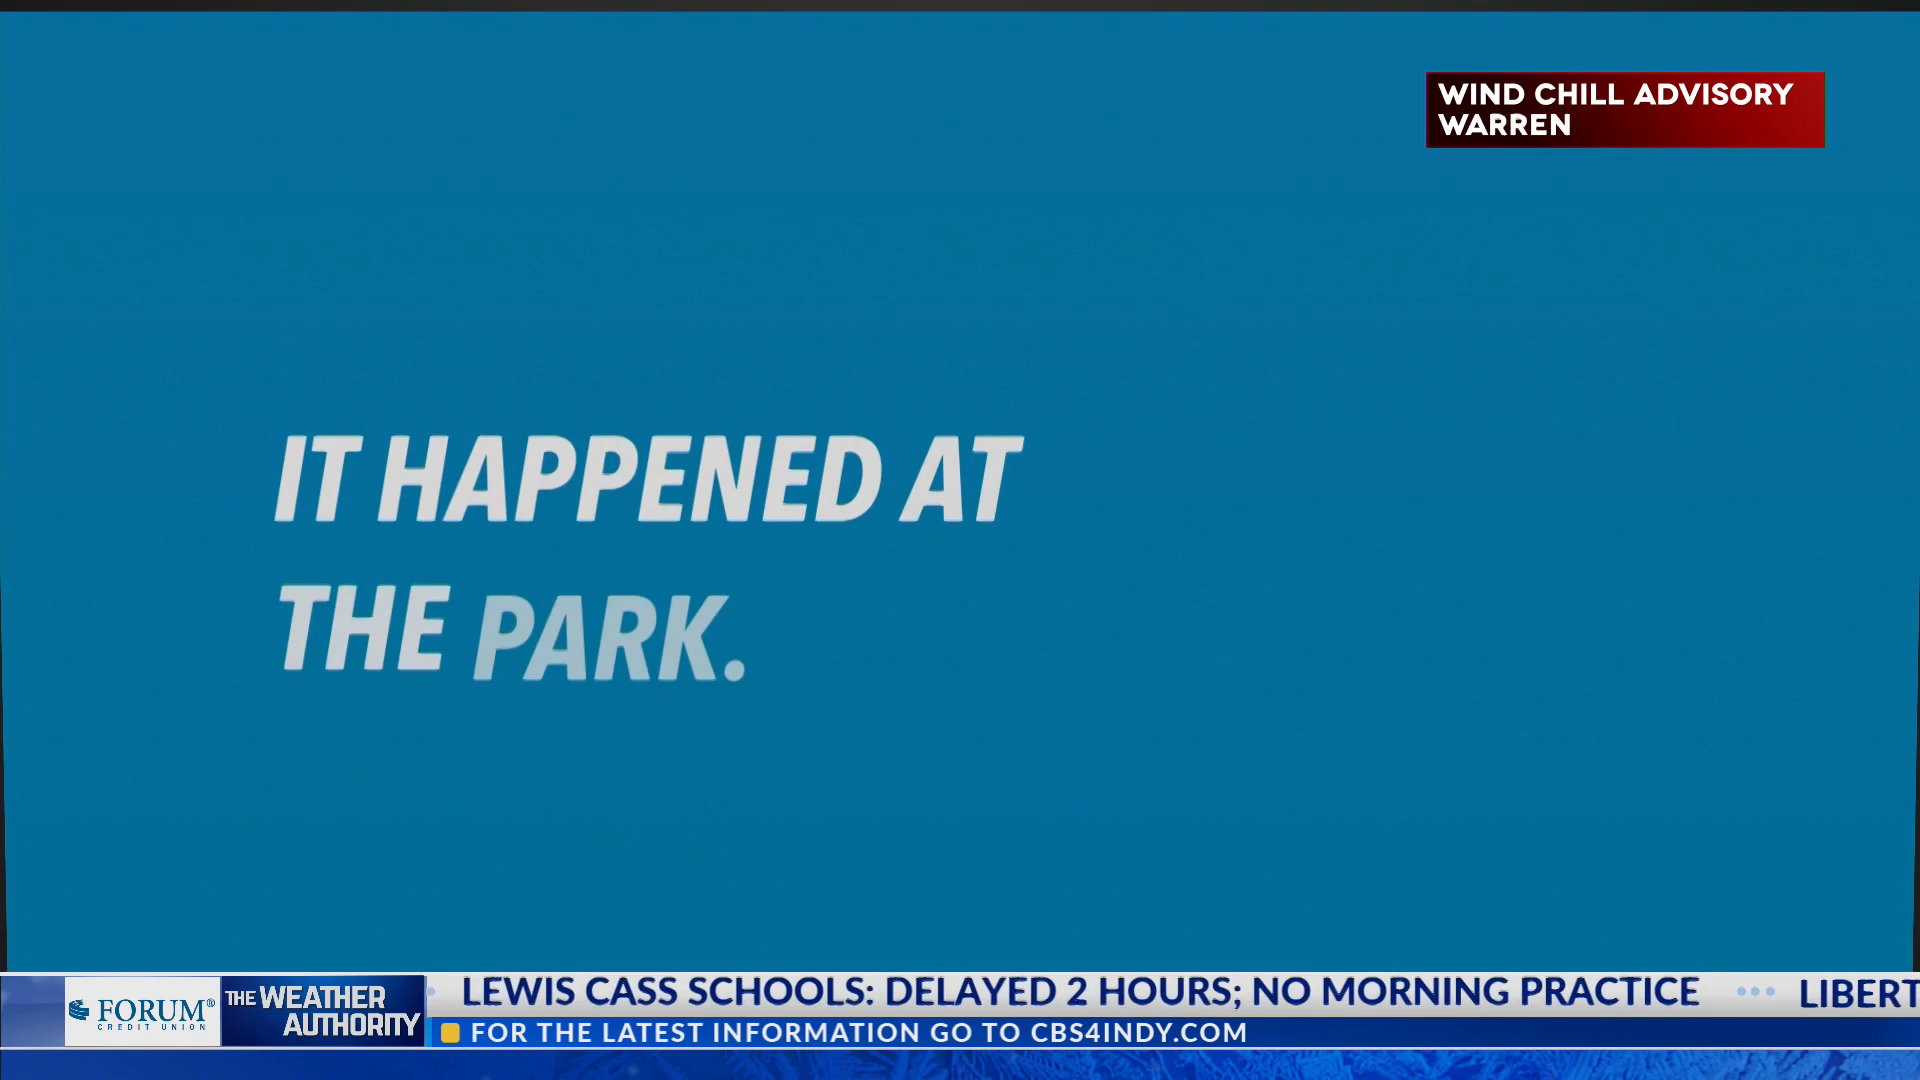 WIND CHILL ADVISORY
WARREN
IT HAPPENED AT
THE PARK.
FORUM®
CREDIT UNION
THE WEATHER
AUTHORITY
LEWIS CASS SCHOOLS: DELAYED 2 HOURS; NO MORNING PRACTICE ••• LIBERT
FOR THE LATEST INFORMATION GO TO CBS4INDY.COM